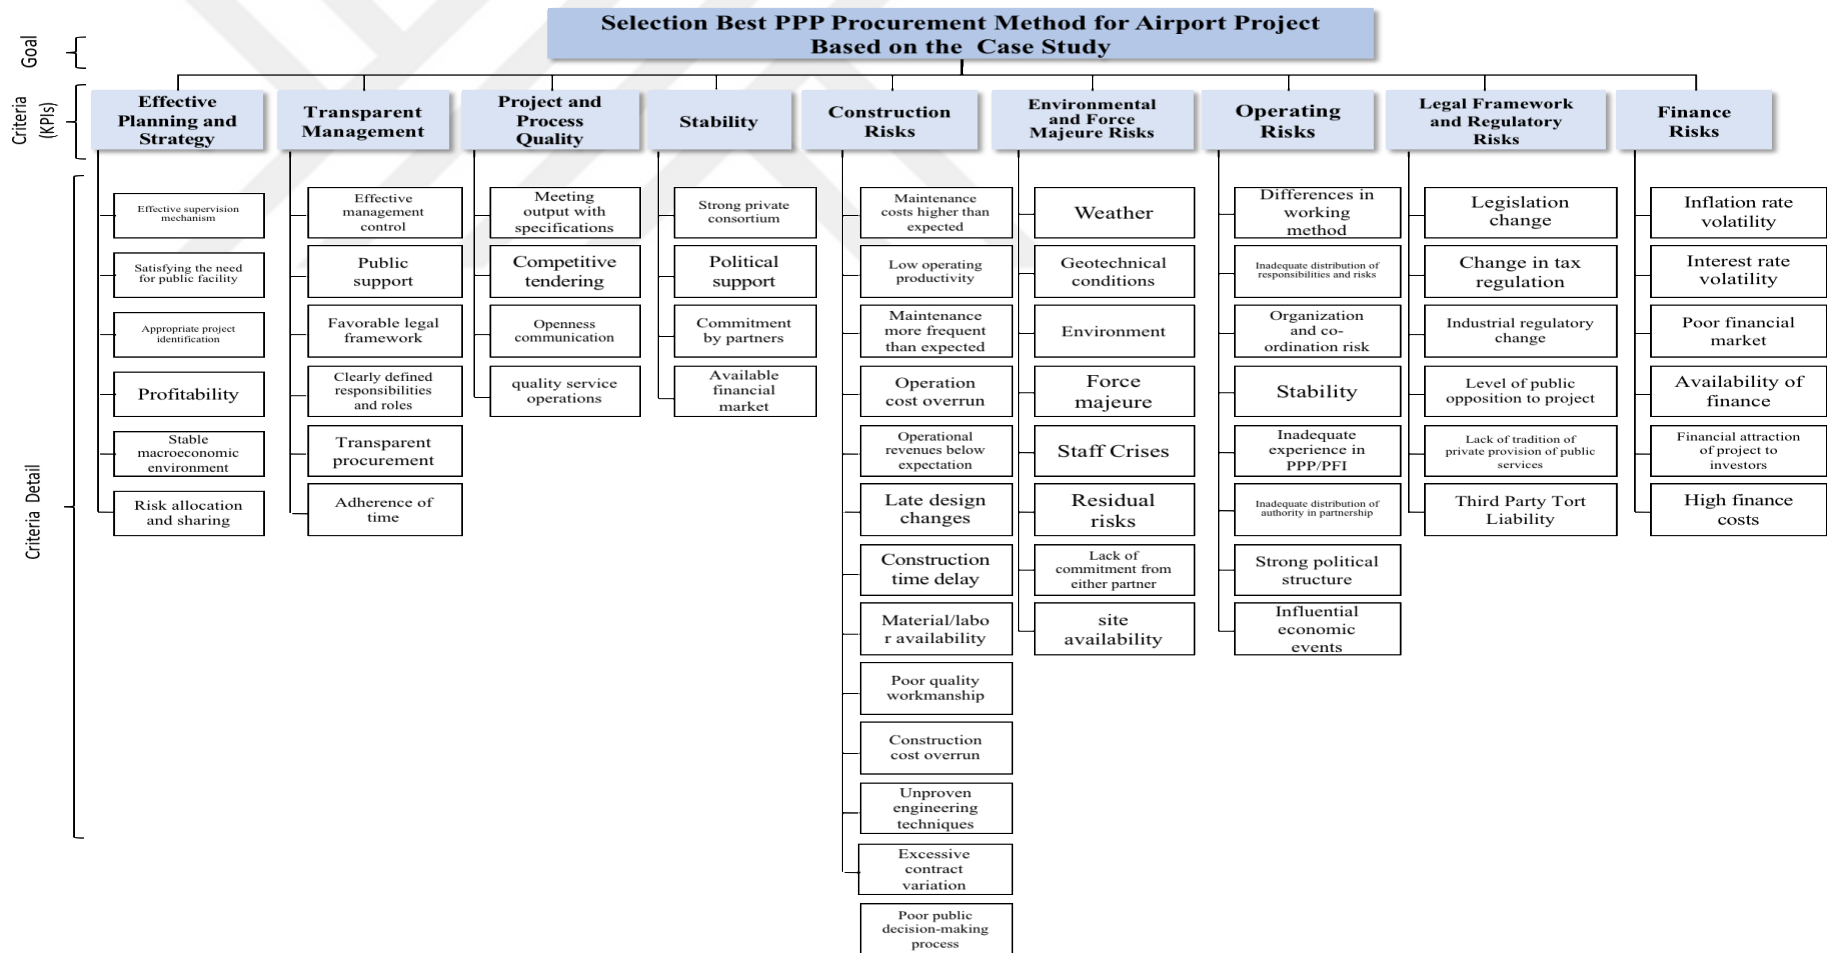 Selection Best PPP Procurement Method for Airport Project
Based on the Case Study
Goal
Criteria
(KPIs)
Criteria Detail
Effective
Planning and
Strategy
Effective supervision
mechanism
Satisfying the need
for public facility
Appropriate project
identification
Profitability
Stable
macroeconomic
environment
Risk allocation
and sharing
Transparent
Management
Effective
management
control
Public
support
Favorable legal
framework
Clearly defined
responsibilities
and roles
Transparent
procurement
Adherence of
time
Project and
Process
Quality
Meeting
output with
specifications
Competitive
tendering
Openness
communication
quality service
operations
Stability
Strong private
consortium
Political
support
Commitment
by partners
Available
financial
market
Construction
Risks
Maintenance
costs higher than
expected
Low operating
productivity
Maintenance
more frequent
than expected
Operation
cost overrun
Operational
revenues below
expectation
Late design
changes
Construction
time delay
Material/labo
r availability
Poor quality
workmanship
Construction
cost overrun
Unproven
engineering
techniques
Excessive
contract
variation
Poor public
decision-making
process
Environmental
and Force
Majeure Risks
Weather
Geotechnical
conditions
Environment
Force
majeure
Staff Crises
Residual
risks
Lack of
commitment from
either partner
site
availability
Operating
Risks
Differences in
working
method
Inadequate distribution of
responsibilities and risks
Organization
and co-
ordination risk
Stability
Inadequate
experience in
PPP/PFI
Inadequate distribution of
authority in partnership
Strong political
structure
Influential
economic
events
Legal Framework
and Regulatory
Risks
Legislation
change
Change in tax
regulation
Industrial regulatory
change
Level of public
opposition to project
Lack of tradition of
private provision of public
services
Third Party Tort
Liability
Finance
Risks
Inflation rate
volatility
Interest rate
volatility
Poor financial
market
Availability of
finance
Financial attraction
of project to
investors
High finance
costs